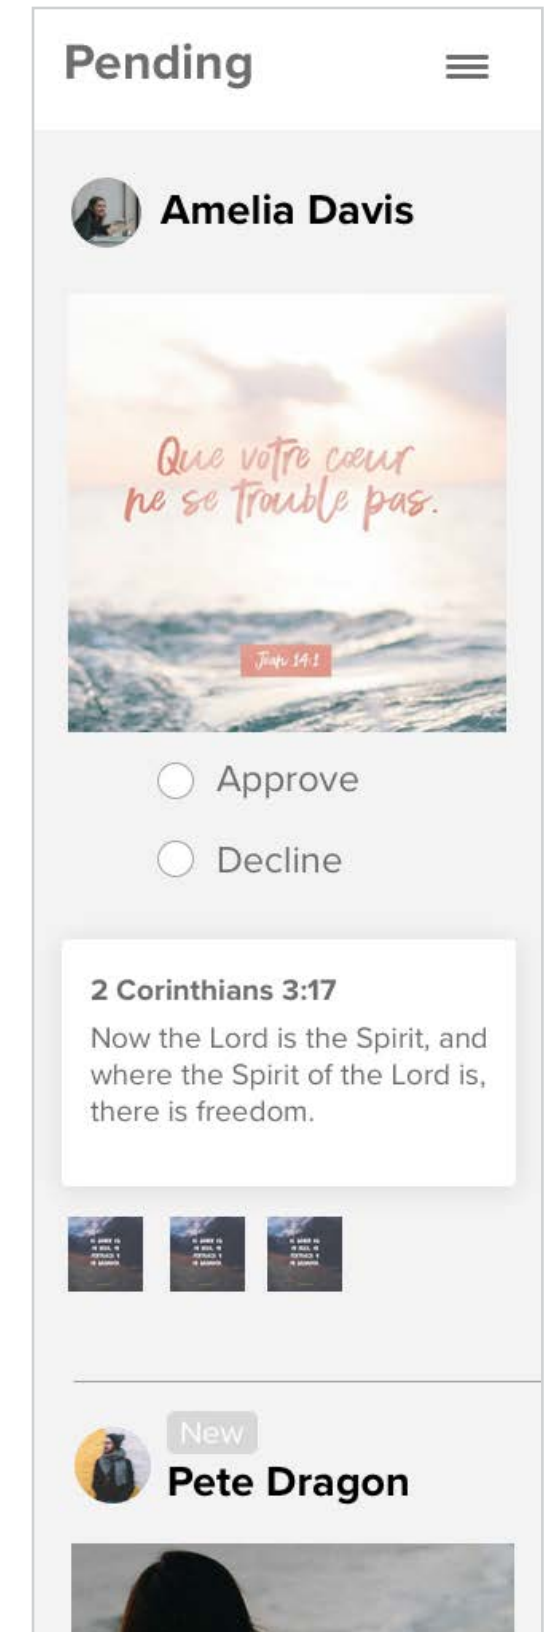 Pending
Amelia Davis
Que votre cœur
ne se trouble pas.
Jean 14:1
Approve
Decline
2 Corinthians 3:17
Now the Lord is the Spirit, and
where the Spirit of the Lord is,
there is freedom.
New
Pete Dragon